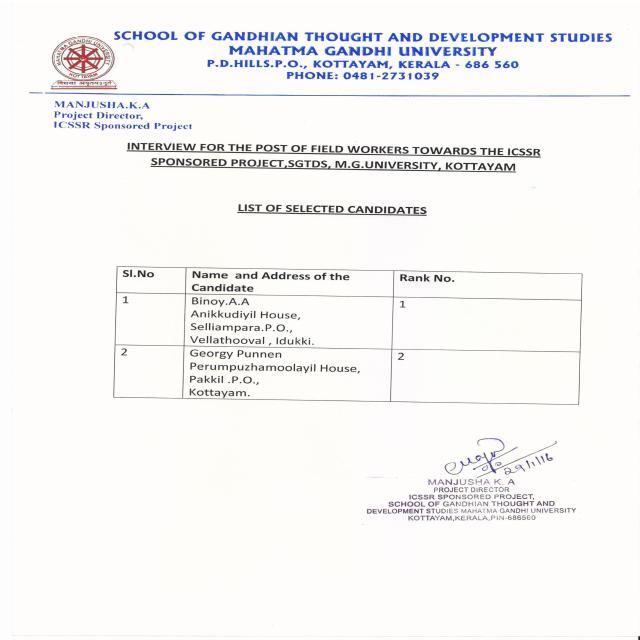 SCHOOL OF GANDHIAN THOUGHT AND DEVELOPMENT STUDIES
MAHATMA GANDHI UNIVERSITY
P.D.HILLS.P.O., KOTTAYAM, KERALA - 686 560
PHONE: 0481-2731039
MAHATMA GANDHI UNIVERSITY
KOTTAYAM
MANJUSHA.K.A
Project Director,
ICSSR Sponsored Project
INTERVIEW FOR THE POST OF FIELD WORKERS TOWARDS THE ICSSR
SPONSORED PROJECT,SGTDS, M.G.UNIVERSITY, KOTTAYAM
LIST OF SELECTED CANDIDATES
Sl.No Name and Address of the Candidate Rank No.
1 Binoy.A.A 1
Anikkudiyil House,
Selliampara.P.O.,
Vellathooval , Idukki.
2 Georgy Punnen 2
Perumpuzhamoolayil House,
Pakkil .P.O.,
Kottayam.
29/1/16
MANJUSHA K. A
PROJECT DIRECTOR
ICSSR SPONSORED PROJECT,
SCHOOL OF GANDHIAN THOUGHT AND
DEVELOPMENT STUDIES MAHATMA GANDHI UNIVERSITY
KOTTAYAM,KERALA,PIN-686560